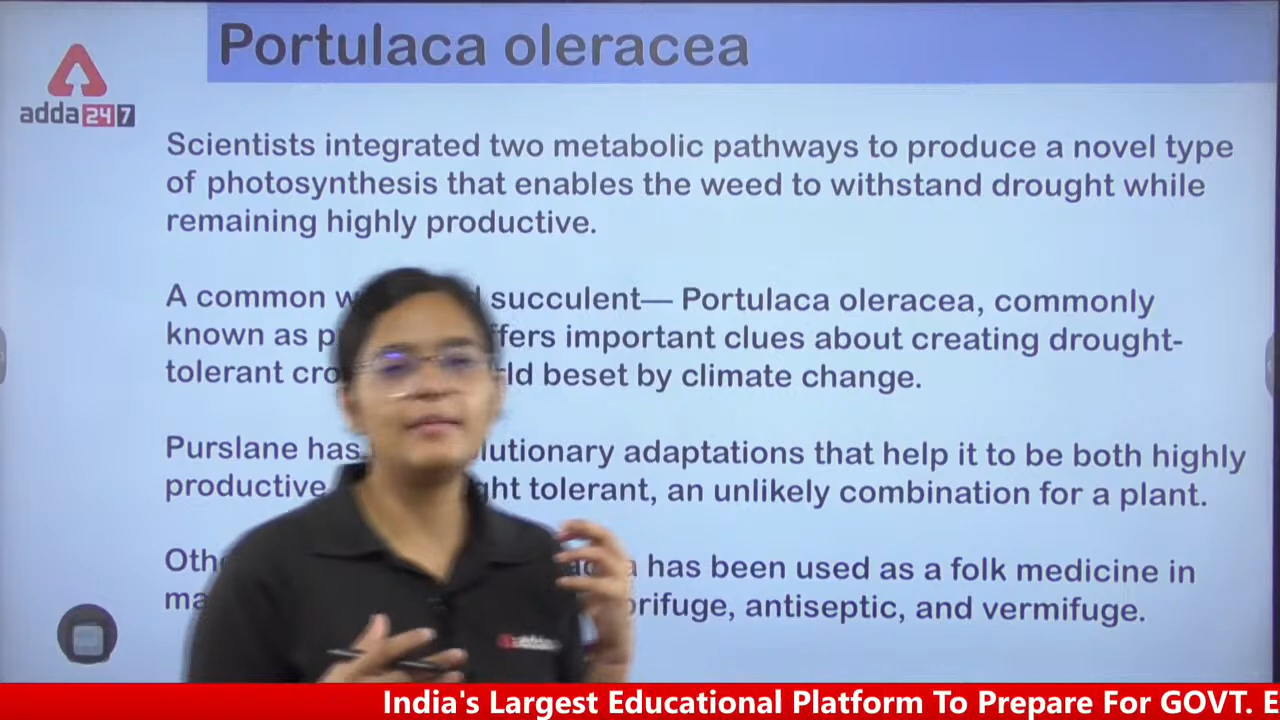 Portulaca oleracea
adda247
Scientists integrated two metabolic pathways to produce a novel type
of photosynthesis that enables the weed to withstand drought while
remaining highly productive.
A common succulent— Portulaca oleracea, commonly
known as important clues about creating drought-
tolerant beset by climate change.
Purslane has adaptations that help it to be both highly
productive tolerant, an unlikely combination for a plant.
has been used as a folk medicine in
antiseptic, and vermifuge.
India's Largest Educational Platform To Prepare For GOVT. E